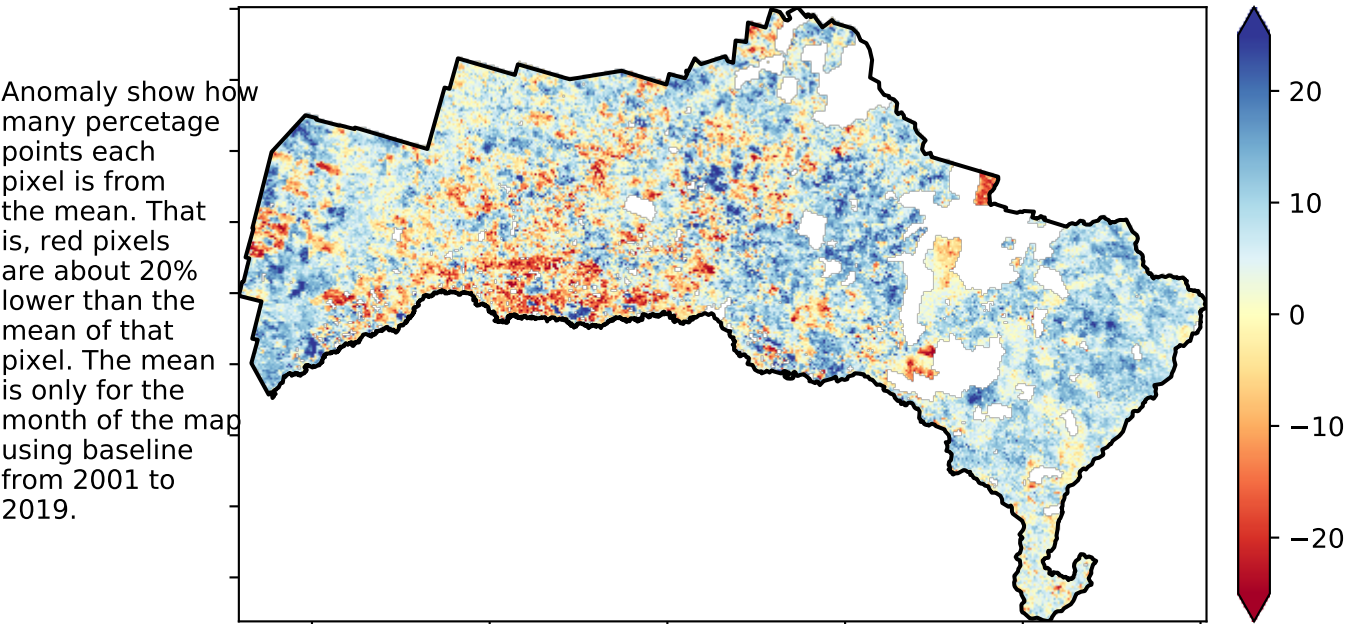 Anomaly show how
many percetage
points each
pixel is from
the mean. That
is, red pixels
are about 20%
lower than the
mean of that
pixel. The mean
is only for the
month of the map
using baseline
from 2001 to
2019.
20
10
0
−10
−20